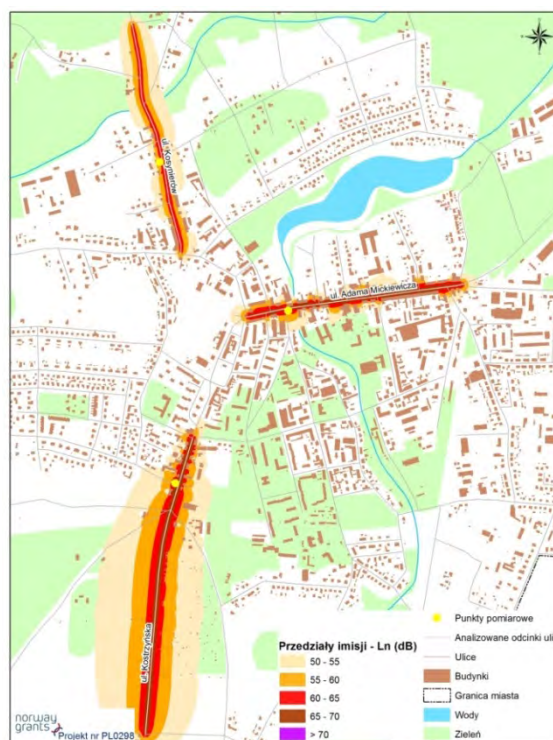 ul. Kosynierów
ul. Adama Mickiewicza
ul. Kostrzyńska
Przedziały imisji - Ln (dB)
50 - 55
55 - 60
60 - 65
65 - 70
> 70
Punkty pomiarowe
Analizowane odcinki uli
Ulice
Budynki
Granica miasta
Wody
Zieleń
norway
grants
Projekt nr PL0298